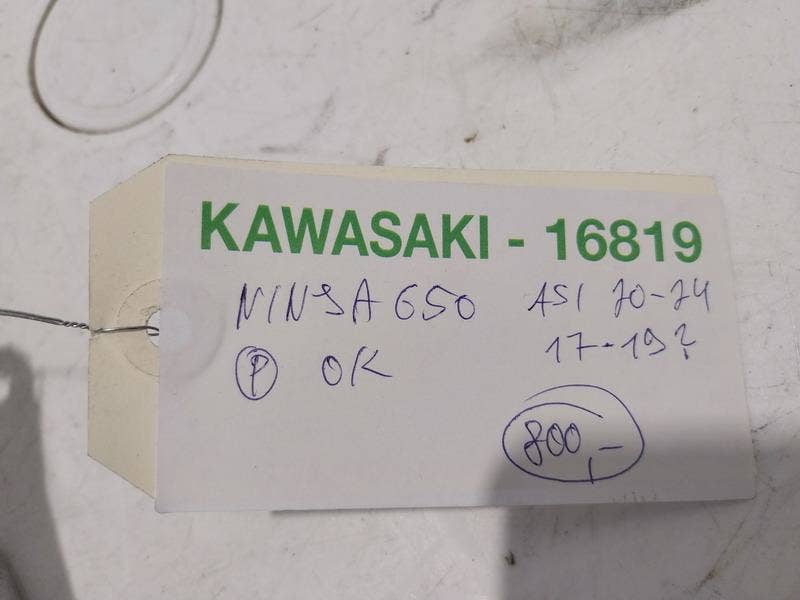 KAWASAKI - 16819
NINJA 650 ASI 20-24
17-19?
P OK
800,-